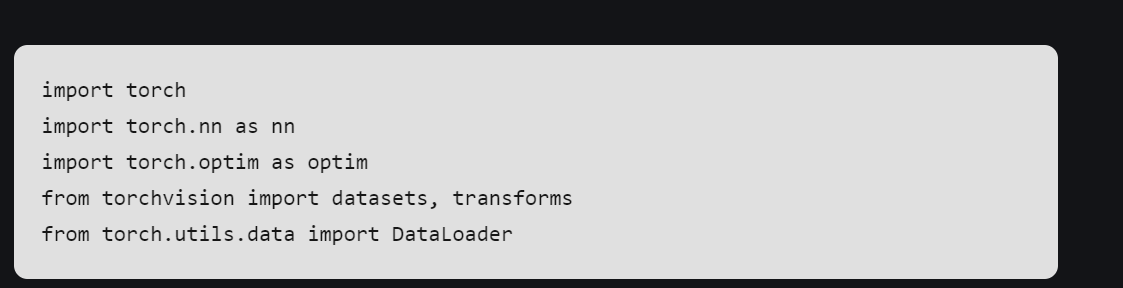 import torch
import torch.nn as nn
import torch.optim as optim
from torchvision import datasets, transforms
from torch.utils.data import DataLoader